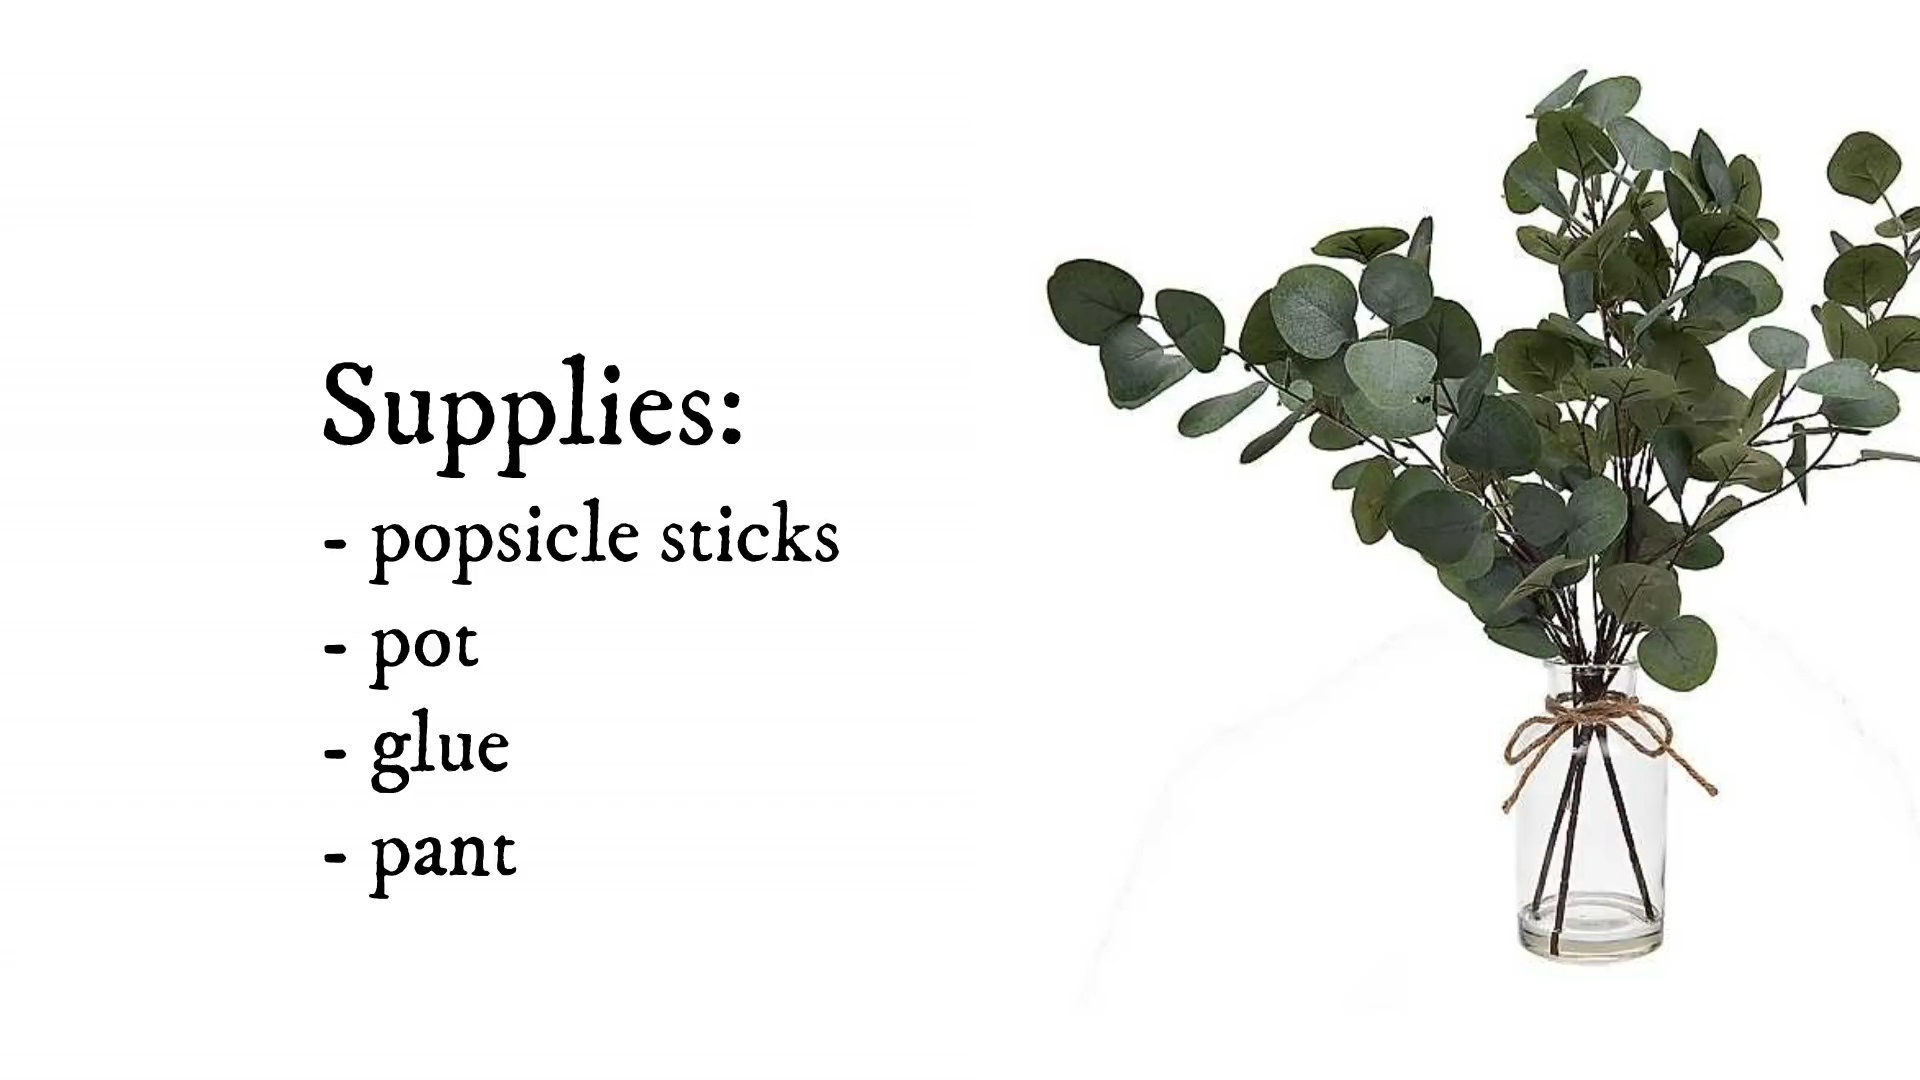 Supplies:
- popsicle sticks
- pot
- glue
- pant